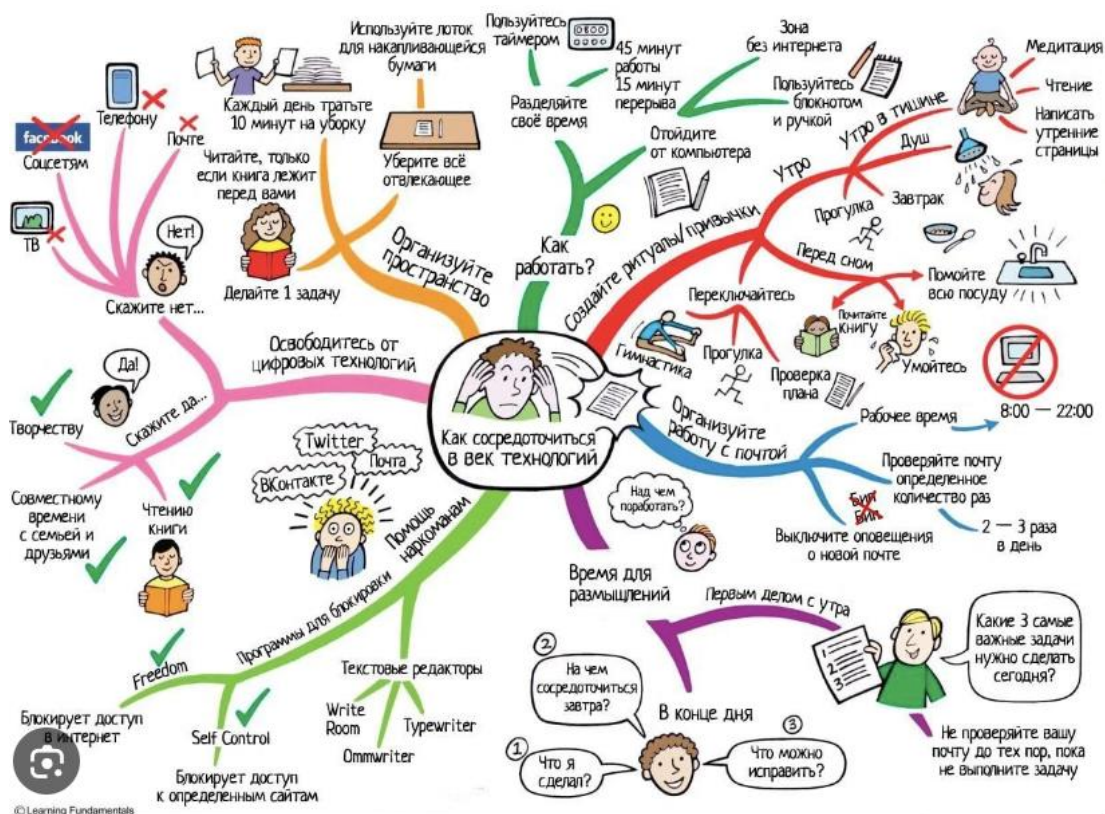 Как сосредоточиться
в век технологий
Создайте ритуалы/привычки
Утро
Утро в тишине
Медитация
Чтение
Написать
утренние
страницы
Душ
Завтрак
Прогулка
Перед сном
Помойте
всю посуду
Умойтесь
Почитайте
книгу
Переключайтесь
Гимнастика
Прогулка
Проверка
плана
Организуйте
работу с почтой
Рабочее время
8:00 — 22:00
Проверяйте почту
определенное
количество раз
2 — 3 раза
в день
Бип
Бип
Выключите оповещения
о новой почте
Время для
размышлений
Над чем
поработать?
Первым делом с утра
1
2
3
Какие 3 самые
важные задачи
нужно сделать
сегодня?
Не проверяйте вашу
почту до тех пор, пока
не выполните задачу
В конце дня
1
Что я
сделал?
2
На чем
сосредоточиться
завтра?
3
Что можно
исправить?
Помощь
наркоманам
Twitter
Почта
ВКонтакте
Текстовые редакторы
Write
Room
Ommwriter
Typewriter
Программы для блокировки
Freedom
Блокирует доступ
в интернет
Self Control
Блокирует доступ
к определенным сайтам
Освободитесь от
цифровых технологий
Скажите да...
Да!
Творчеству
Совместному
времени
с семьей и
друзьями
Чтению
книги
Скажите нет...
Нет!
ТВ
facebook
Соцсетям
Телефону
Почте
Организуйте
пространство
Каждый день тратьте
10 минут на уборку
Используйте лоток
для накапливающейся
бумаги
Уберите всё
отвлекающее
Читайте, только
если книга лежит
перед вами
Делайте 1 задачу
Как
работать?
Разделяйте
своё время
Пользуйтесь
таймером
45 минут
работы
15 минут
перерыва
Отойдите
от компьютера
Зона
без интернета
Пользуйтесь
блокнотом
и ручкой
© Learning Fundamentals